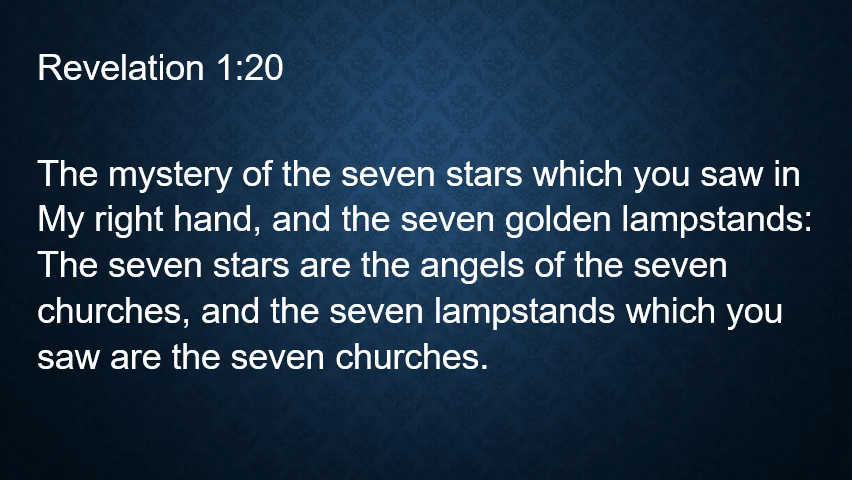 Revelation 1:20
The mystery of the seven stars which you saw in
My right hand, and the seven golden lampstands:
The seven stars are the angels of the seven
churches, and the seven lampstands which you
saw are the seven churches.